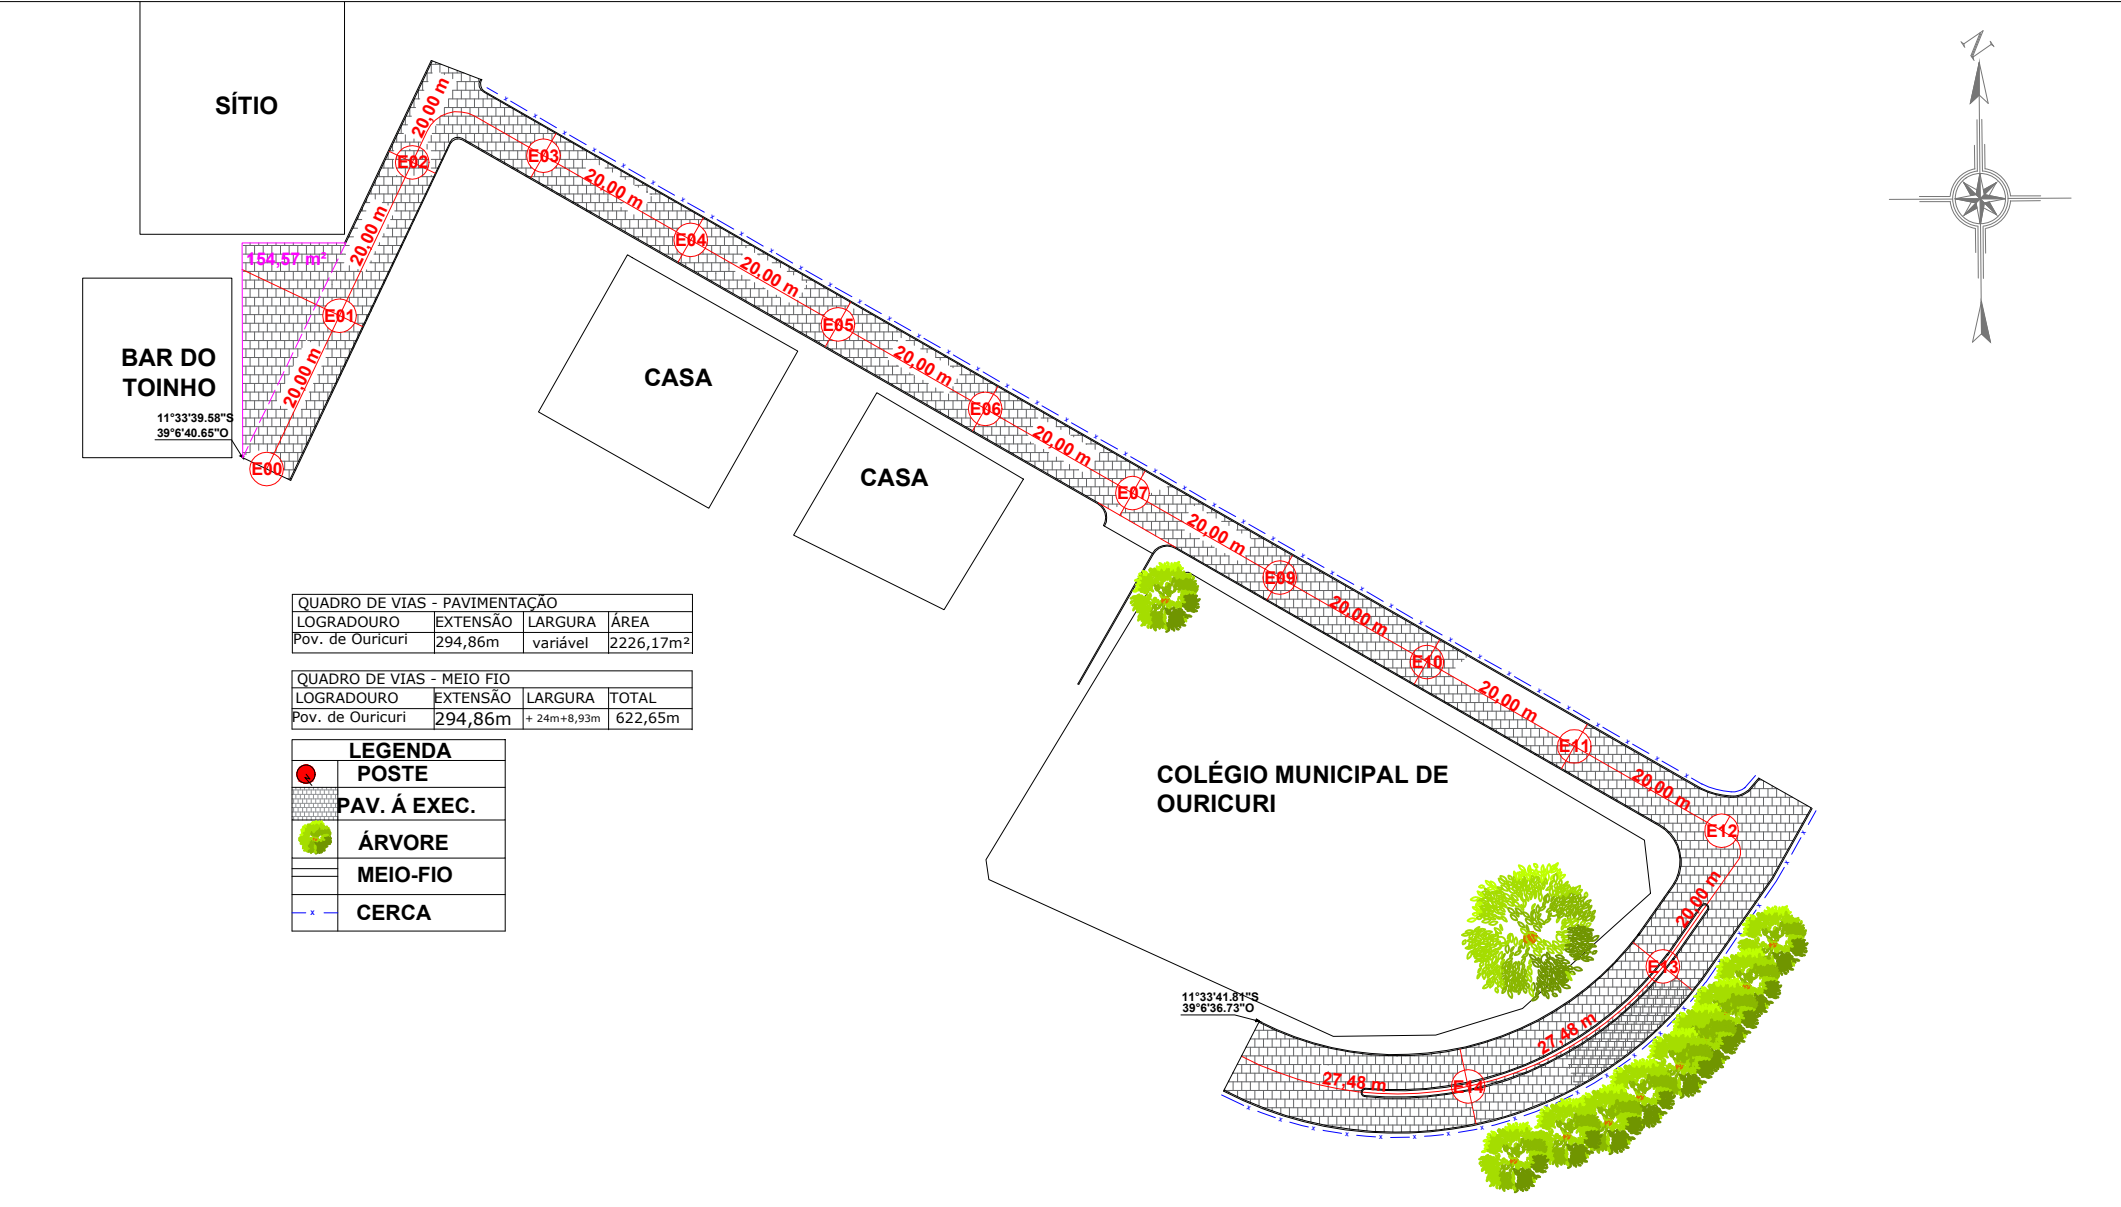 N
SÍTIO
20,00 m
E02
E03
20,00 m
20,00 m
E04
154,57 m²
20,00 m
E01
E05
BAR DO
TOINHO
20,00 m
20,00 m
CASA
E06
11°33'39.58"S
39°6'40.65"O
E00
20,00 m
CASA
E07
20,00 m
E09
20,00 m
E10
20,00 m
E11
20,00 m
E12
QUADRO DE VIAS - PAVIMENTAÇÃO
LOGRADOURO EXTENSÃO LARGURA ÁREA
Pov. de Ouricuri 294,86m variável 2226,17m²
QUADRO DE VIAS - MEIO FIO
LOGRADOURO EXTENSÃO LARGURA TOTAL
Pov. de Ouricuri 294,86m + 24m+8,93m 622,65m
LEGENDA
POSTE
PAV. Á EXEC.
ÁRVORE
MEIO-FIO
CERCA
COLÉGIO MUNICIPAL DE
OURICURI
20,00 m
E13
11°33'41.81"S
39°6'36.73"O
27,48 m
27,48 m
E14